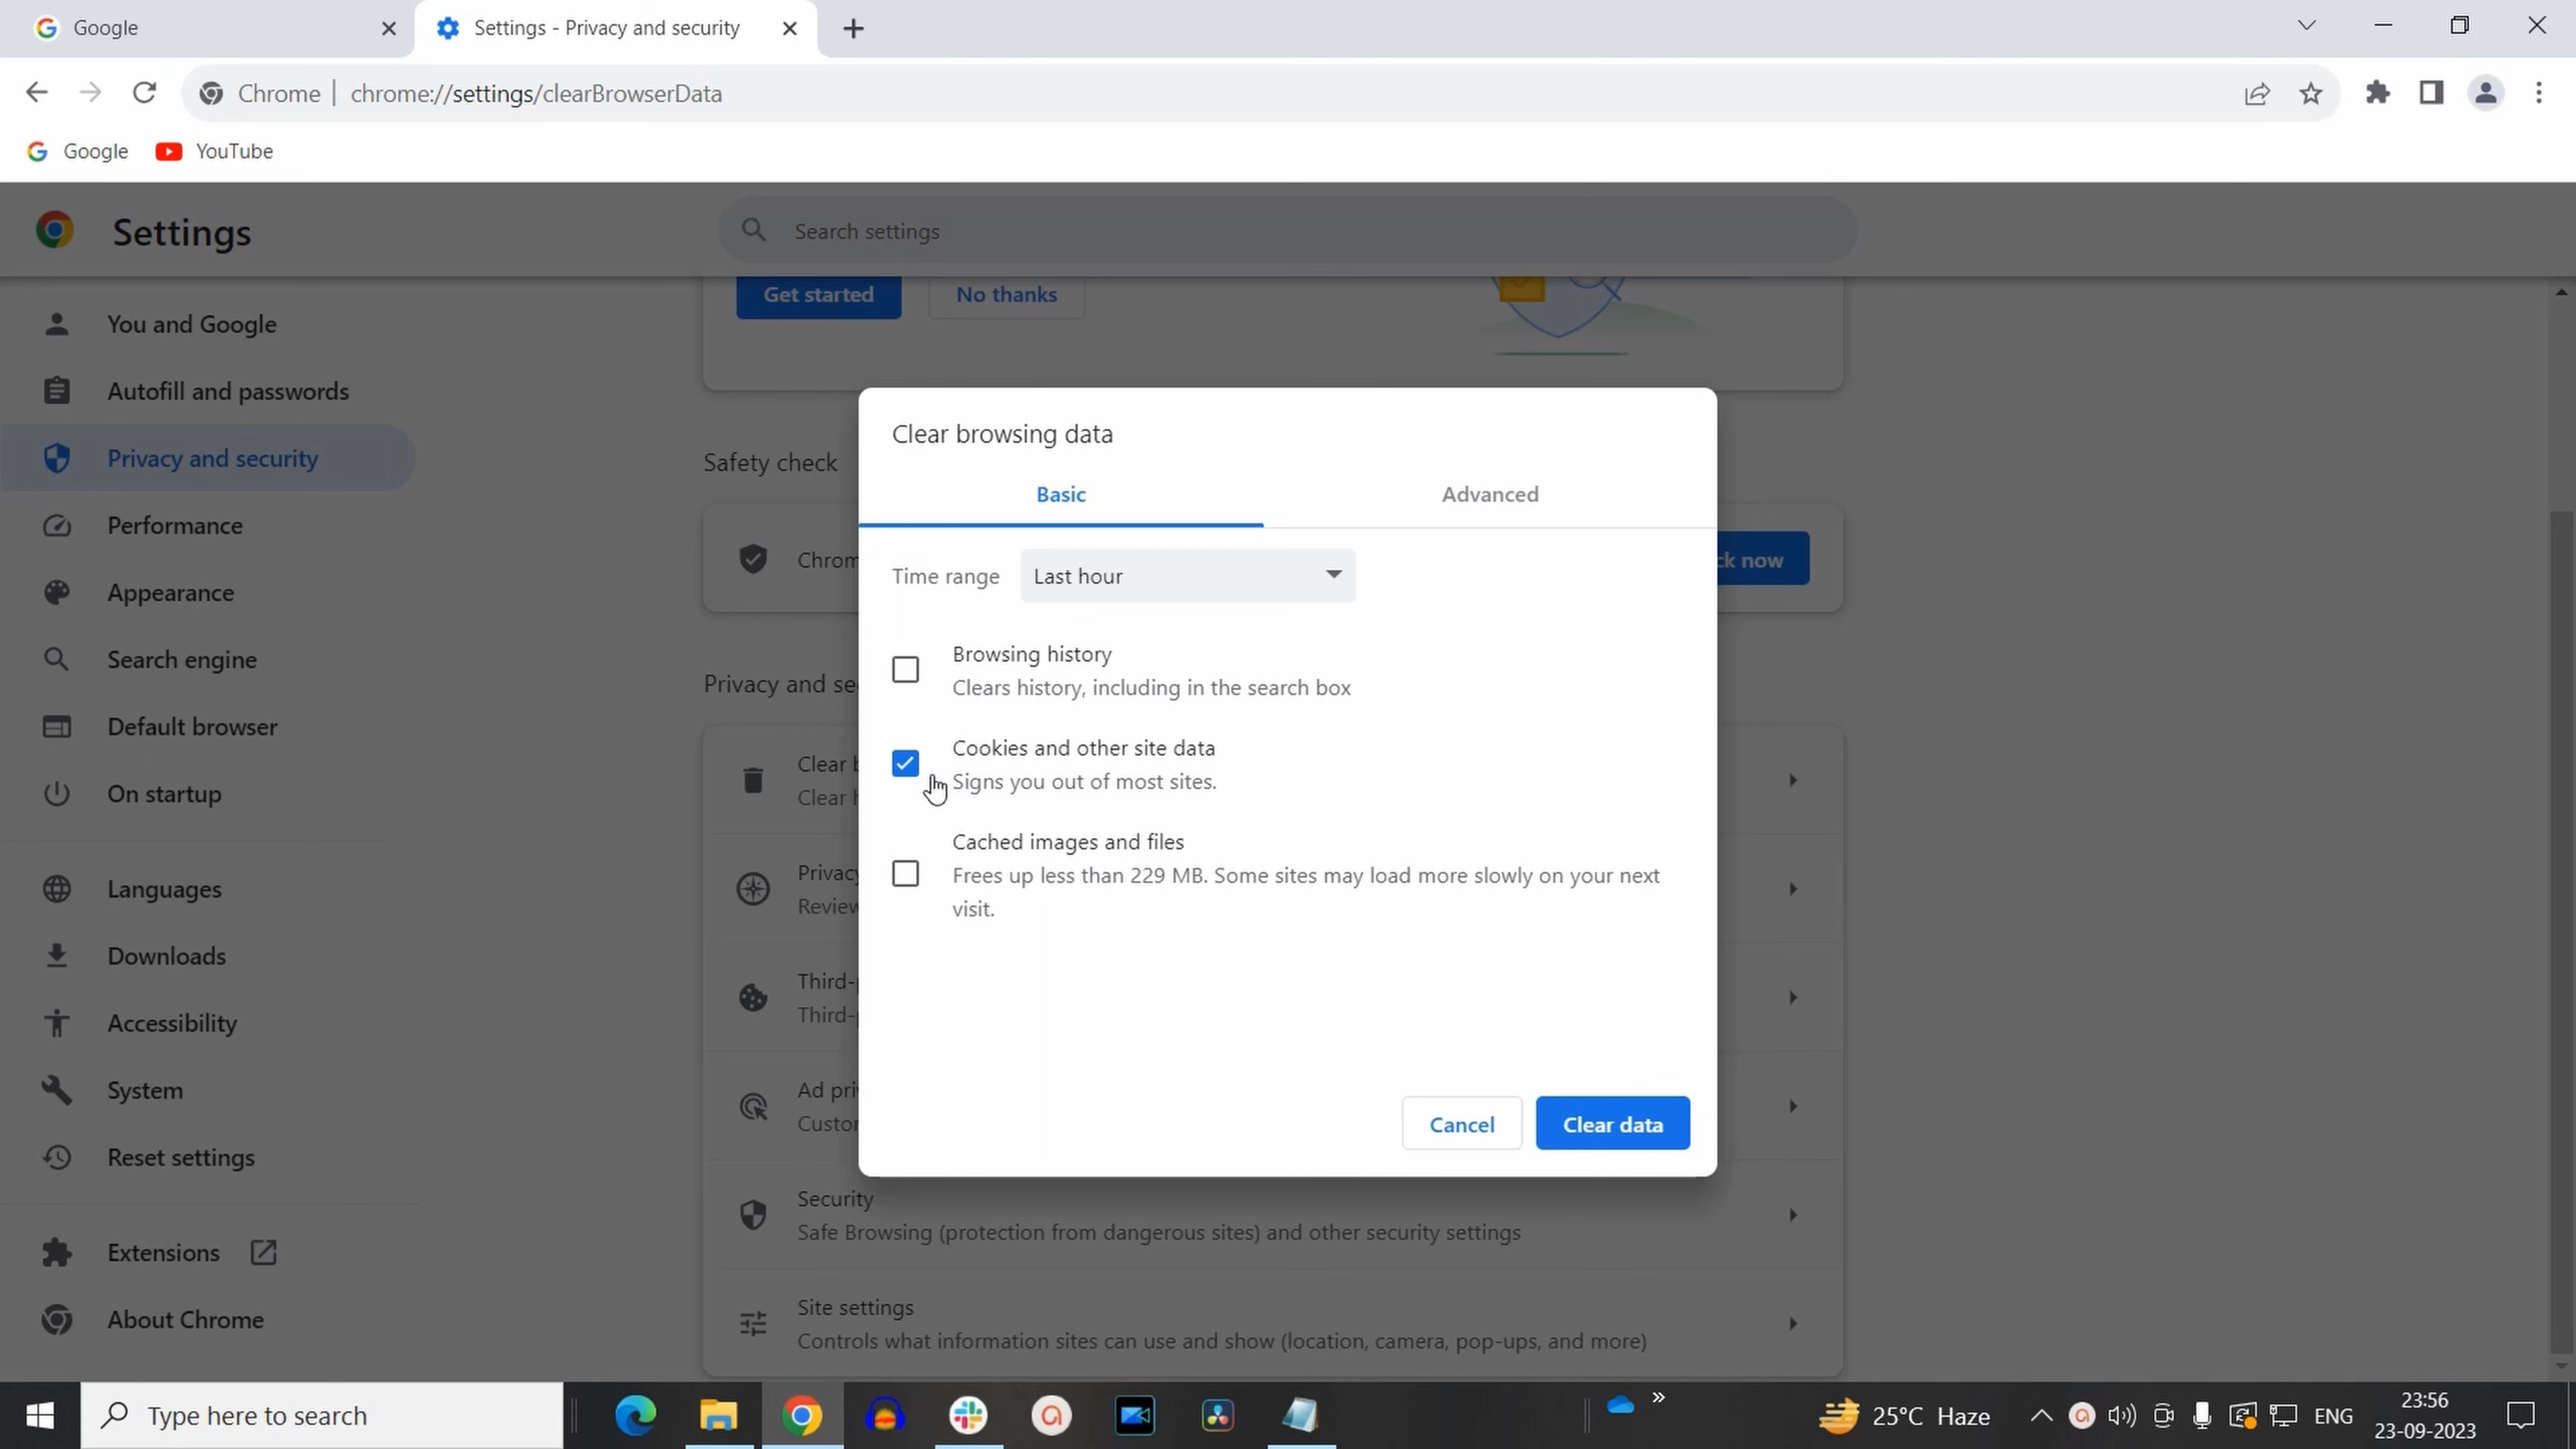 Google
Settings - Privacy and security
Chrome | chrome://settings/clearBrowserData
Google
YouTube
Settings
Search settings
Get started
No thanks
You and Google
Autofill and passwords
Privacy and security
Performance
Appearance
Search engine
Default browser
On startup
Languages
Downloads
Accessibility
System
Reset settings
Extensions
About Chrome
Safety check
Chrom
ck now
Privacy and se
Clear b
Clear h
Privacy
Review
Third-p
Third-p
Ad pri
Custor
Security
Safe Browsing (protection from dangerous sites) and other security settings
Site settings
Controls what information sites can use and show (location, camera, pop-ups, and more)
Clear browsing data
Basic
Advanced
Time range
Last hour
Browsing history
Clears history, including in the search box
Cookies and other site data
Signs you out of most sites.
Cached images and files
Frees up less than 229 MB. Some sites may load more slowly on your next
visit.
Cancel
Clear data
Type here to search
25°C Haze
ENG
23:56
23-09-2023